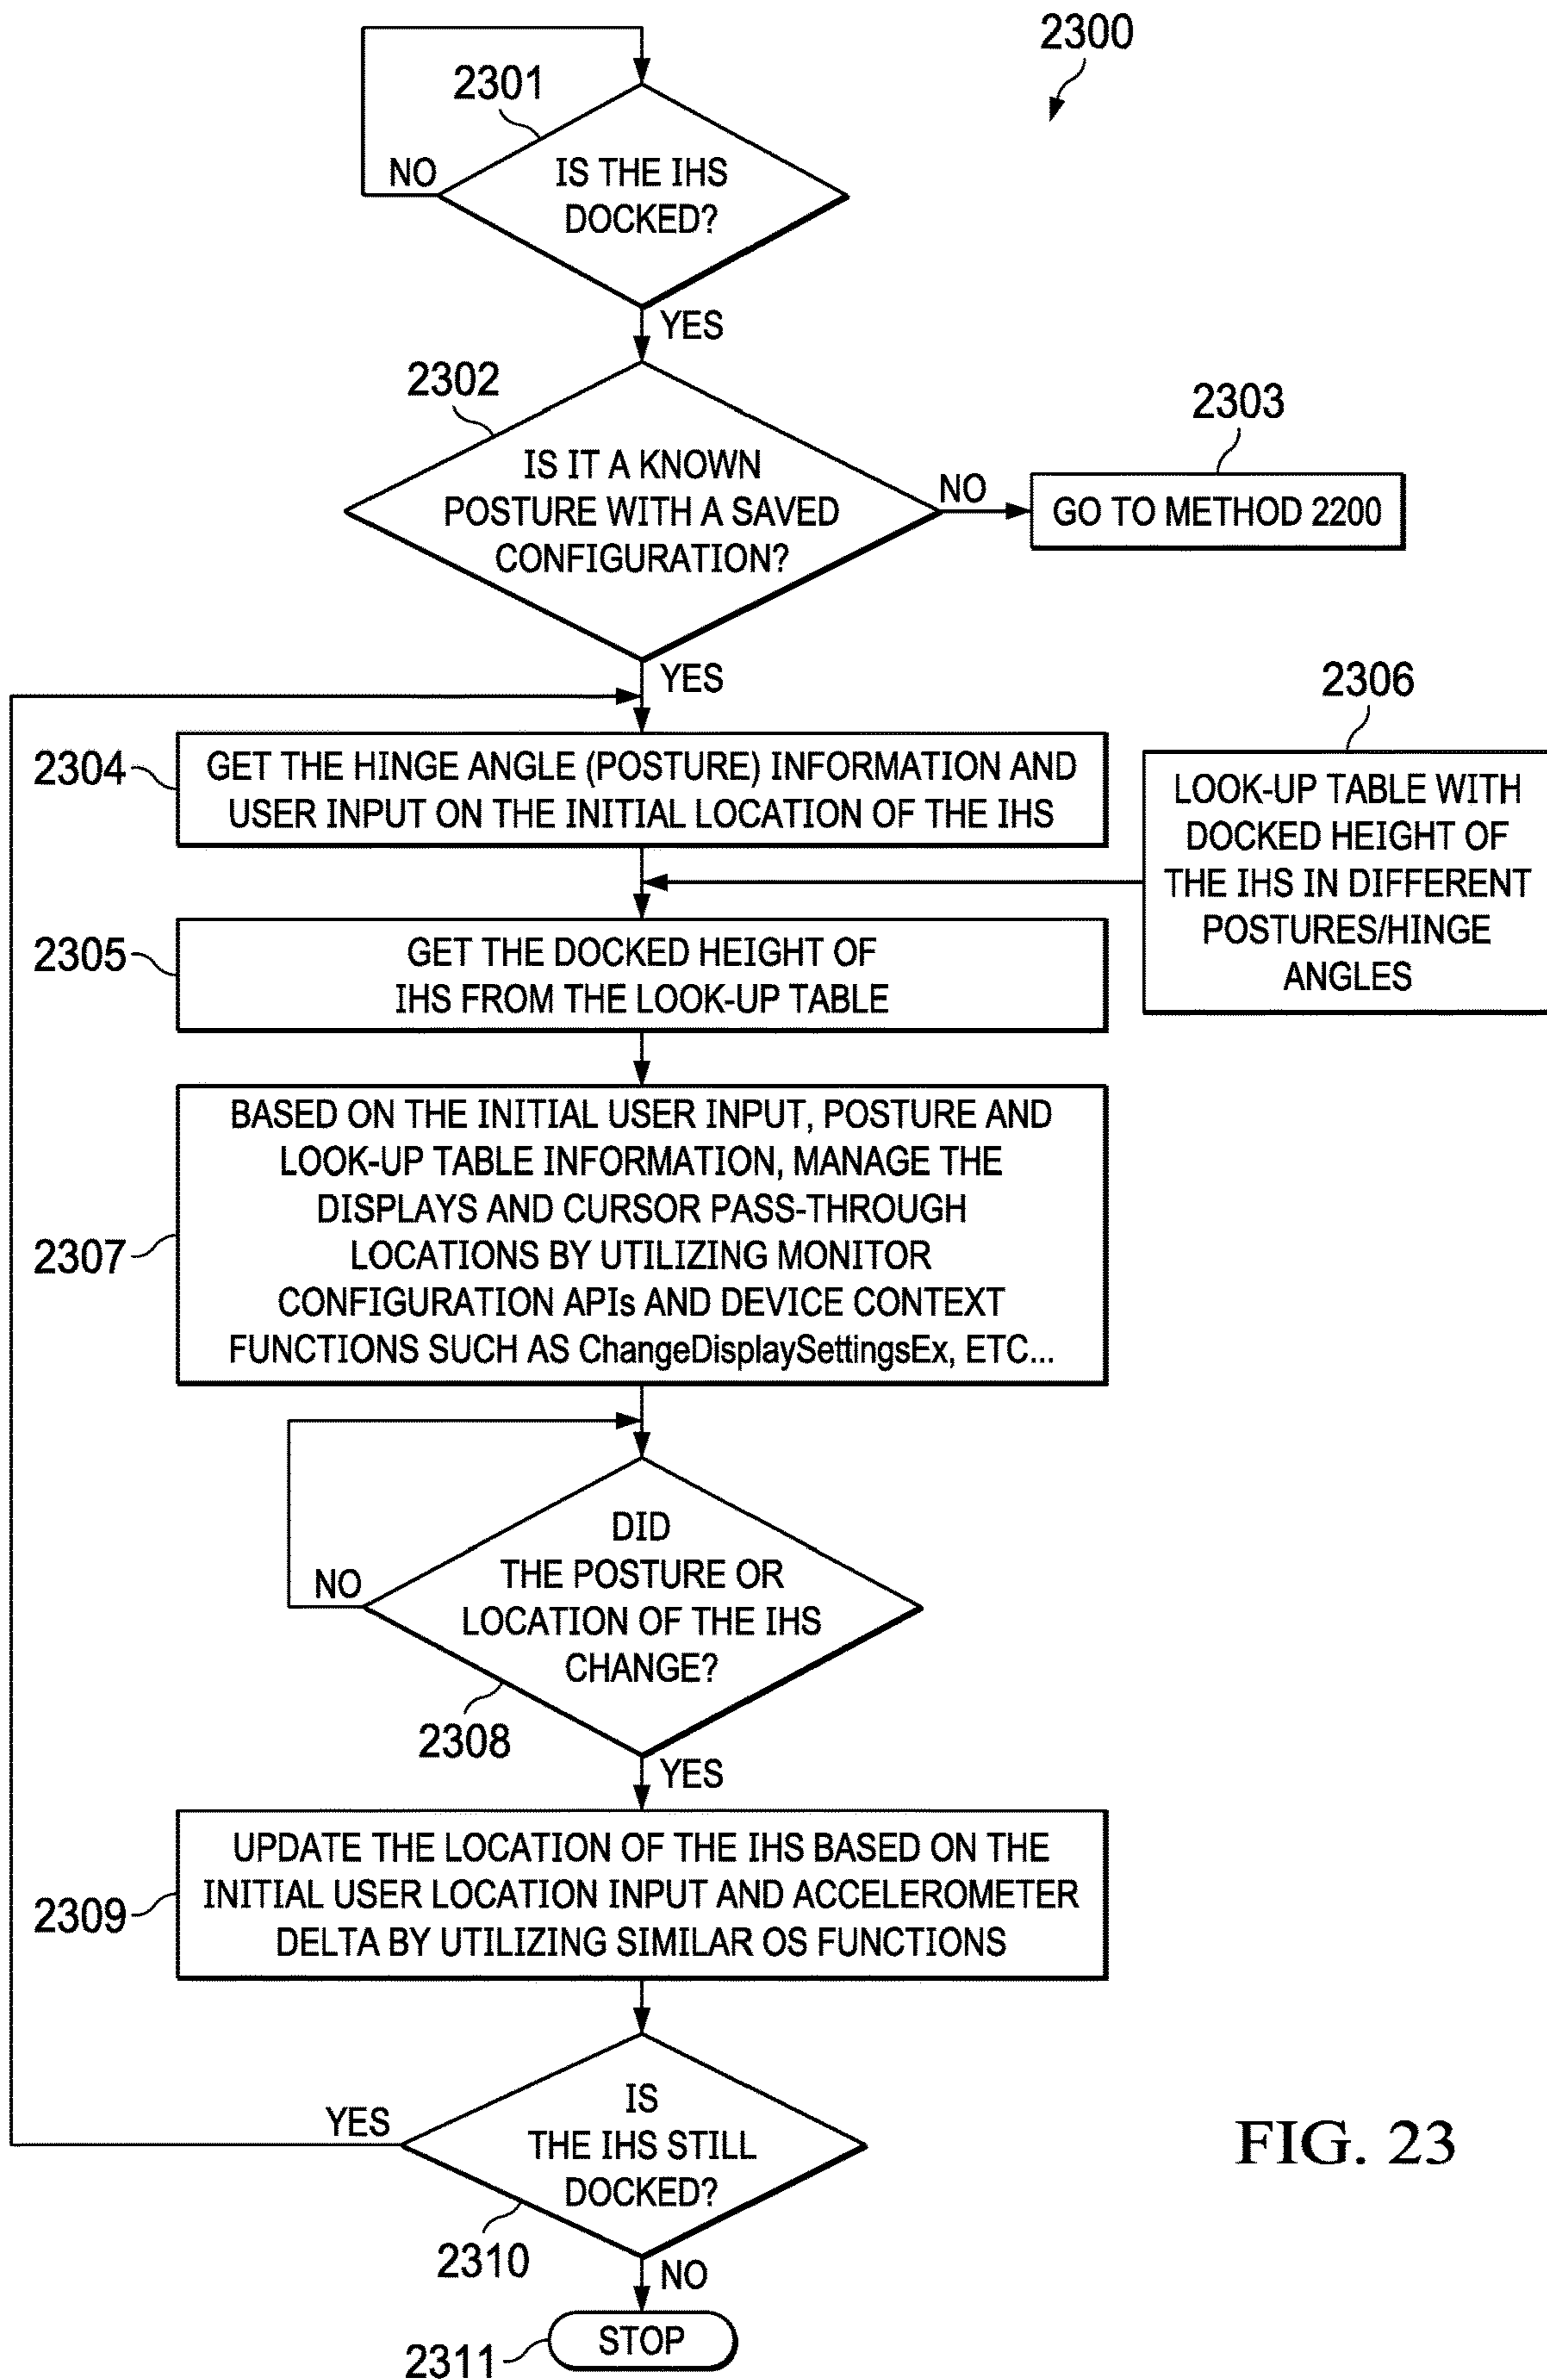 2300
2301
NO
IS THE IHS
DOCKED?
YES
2302
IS IT A KNOWN
POSTURE WITH A SAVED
CONFIGURATION?
NO
2303
GO TO METHOD 2200
YES
2304
GET THE HINGE ANGLE (POSTURE) INFORMATION AND
USER INPUT ON THE INITIAL LOCATION OF THE IHS
2306
LOOK-UP TABLE WITH
DOCKED HEIGHT OF
THE IHS IN DIFFERENT
POSTURES/HINGE
ANGLES
2305
GET THE DOCKED HEIGHT OF
IHS FROM THE LOOK-UP TABLE
2307
BASED ON THE INITIAL USER INPUT, POSTURE AND
LOOK-UP TABLE INFORMATION, MANAGE THE
DISPLAYS AND CURSOR PASS-THROUGH
LOCATIONS BY UTILIZING MONITOR
CONFIGURATION APIs AND DEVICE CONTEXT
FUNCTIONS SUCH AS ChangeDisplaySettingsEx, ETC...
NO
DID
THE POSTURE OR
LOCATION OF THE IHS
CHANGE?
2308
YES
2309
UPDATE THE LOCATION OF THE IHS BASED ON THE
INITIAL USER LOCATION INPUT AND ACCELEROMETER
DELTA BY UTILIZING SIMILAR OS FUNCTIONS
YES
IS
THE IHS STILL
DOCKED?
2310
NO
2311
STOP
FIG. 23